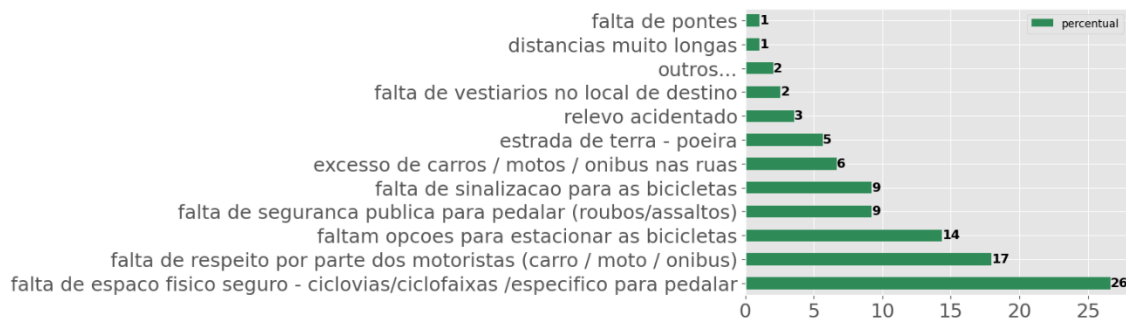 falta de pontes 1
distancias muito longas 1
outros... 2
falta de vestiarios no local de destino 2
relevo acidentado 3
estrada de terra - poeira 5
excesso de carros / motos / onibus nas ruas 6
falta de sinalizacao para as bicicletas 9
falta de seguranca publica para pedalar (roubos/assaltos) 9
faltam opcoes para estacionar as bicicletas 14
falta de respeito por parte dos motoristas (carro / moto / onibus) 17
falta de espaco fisico seguro - ciclovias/ciclofaixas /especifico para pedalar 26
0 5 10 15 20 25
percentual